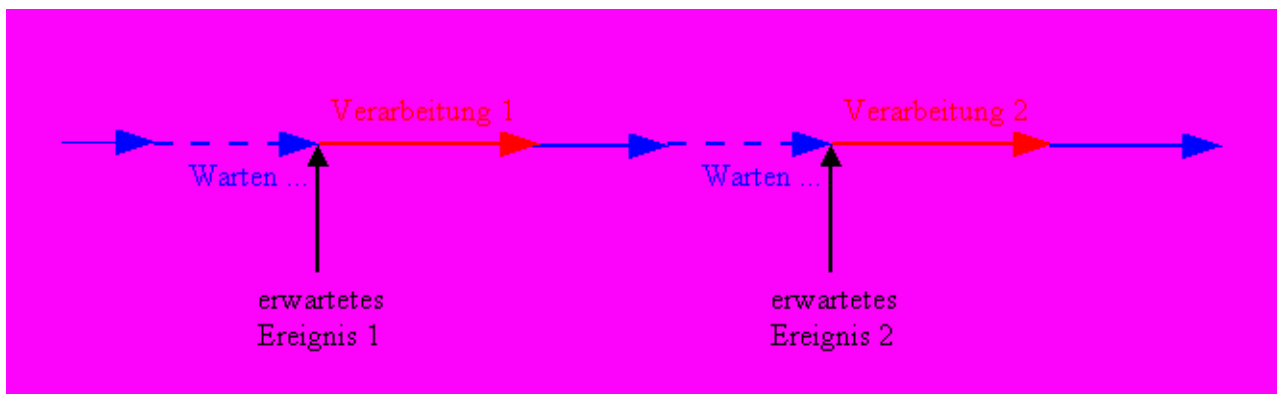 Verarbeitung 1
Verarbeitung 2
Warten ...
Warten ...
erwartetes
Ereignis 1
erwartetes
Ereignis 2